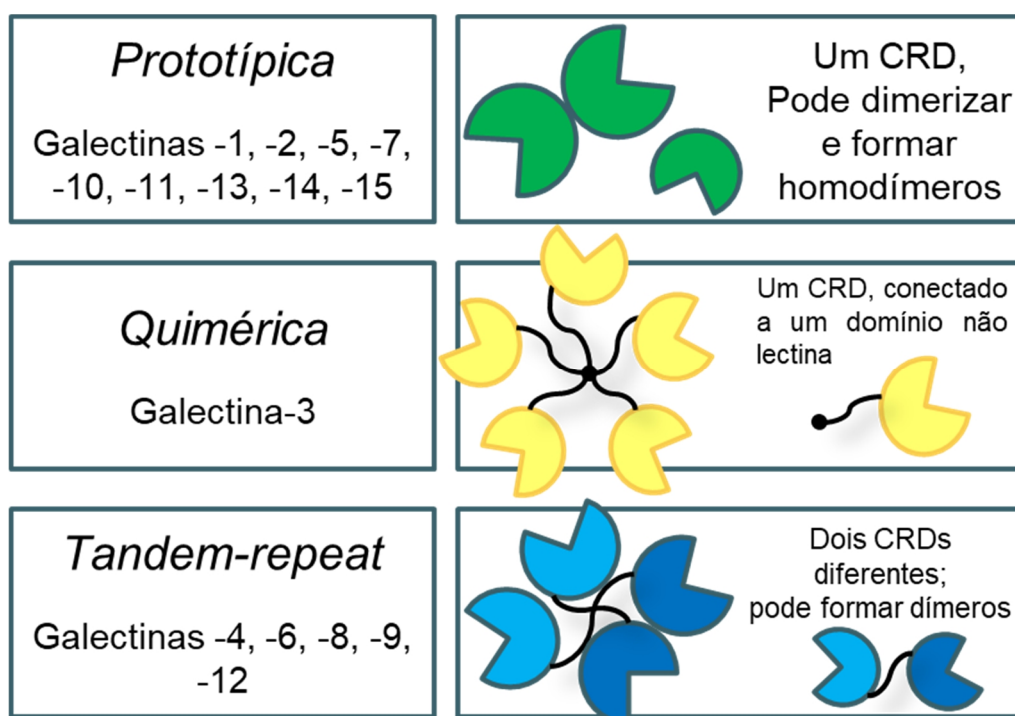 Prototípica
Galectinas -1, -2, -5, -7,
-10, -11, -13, -14, -15
Um CRD,
Pode dimerizar
e formar
homodímeros
Quimérica
Galectina-3
Um CRD, conectado
a um domínio não
lectina
Tandem-repeat
Galectinas -4, -6, -8, -9,
-12
Dois CRDs
diferentes;
pode formar dímeros